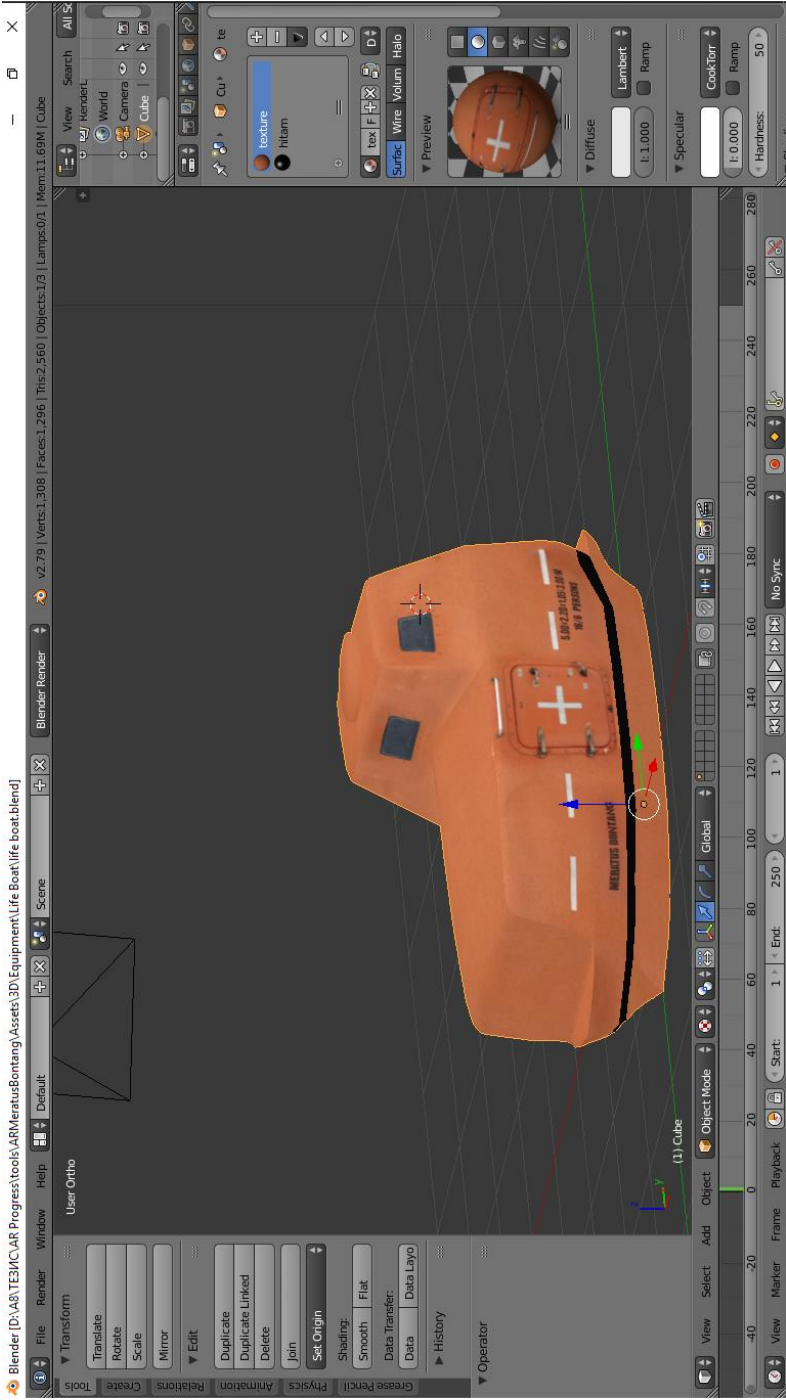 Blender [D:\A8\ТЕЗИС\AR Progress\tools\ARMeratusBontang\Assets\3D\Equipment\Life Boat\life boat.blend]
File Render Window Help Default Scene Blender Render v2.79 | Verts:1,308 | Faces:1,296 | Tris:2,560 | Objects:1/3 | Lamps:0/1 | Mem:11.69M | Cube
Tools
Create
Relations
Animation
Physics
Grease Pencil
Transform
Translate
Rotate
Scale
Mirror
Edit
Duplicate
Duplicate Linked
Delete
Join
Set Origin
Shading:
Smooth Flat
Data Transfer:
Data Data Layo
History
Operator
User Ortho
MERATUS BONTANG
16/6 PERSONS
(1) Cube
View Select Add Object Object Mode Global
-40 -20 0 20 40 60 80 100 120 140 160 180 200 220 240 260 280
View Marker Frame Playback Start: 1 End: 250 1 No Sync
View Search All Sc
RenderL
World
Camera
Cube
Cu te
texture
hitam
tex F D
Surfac Wire Volum Halo
Preview
Diffuse
Lambert
I: 1.000 Ramp
Specular
CookTorr
I: 0.000 Ramp
Hardness: 50